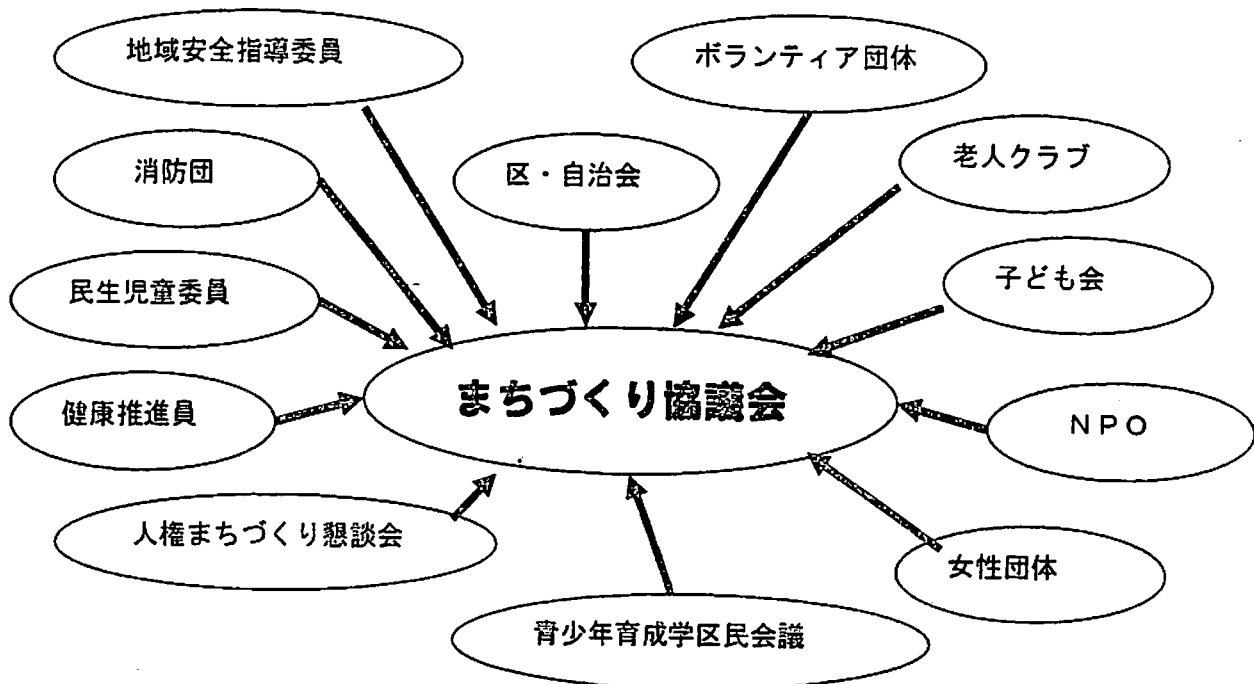 地域安全指導委員
ボランティア団体
消防団
区・自治会
老人クラブ
民生児童委員
子ども会
まちづくり協議会
健康推進員
NPO
人権まちづくり懇談会
女性団体
青少年育成学区民会議